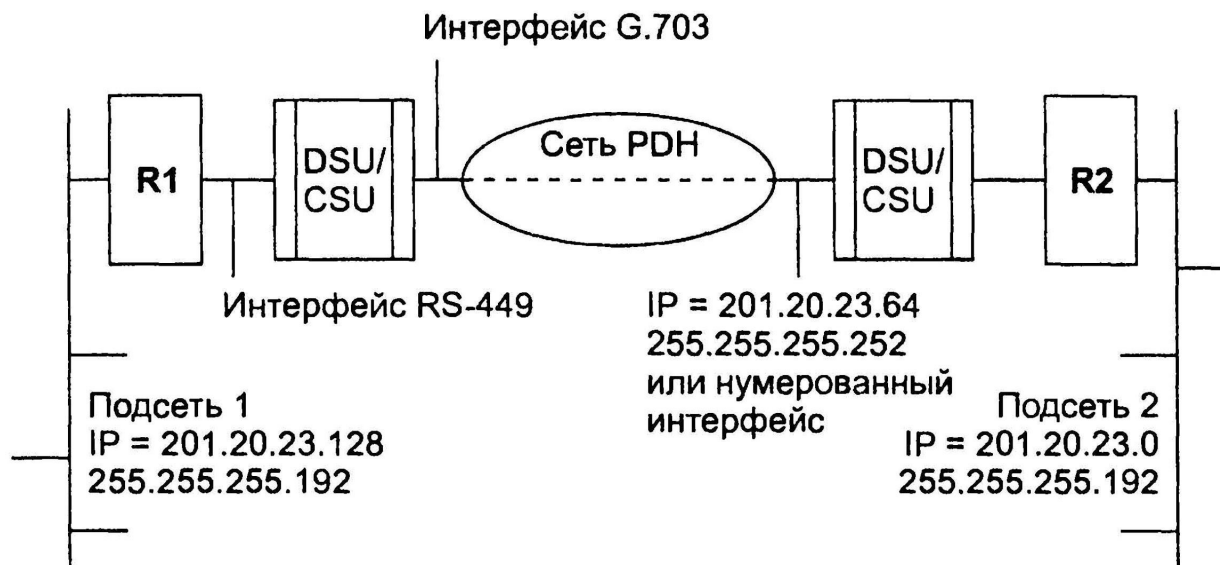 Интерфейс G.703
R1
DSU/
CSU
Сеть PDH
DSU/
CSU
R2
Интерфейс RS-449
IP = 201.20.23.64
255.255.255.252
или нумерованный
интерфейс
Подсеть 1
IP = 201.20.23.128
255.255.255.192
Подсеть 2
IP = 201.20.23.0
255.255.255.192